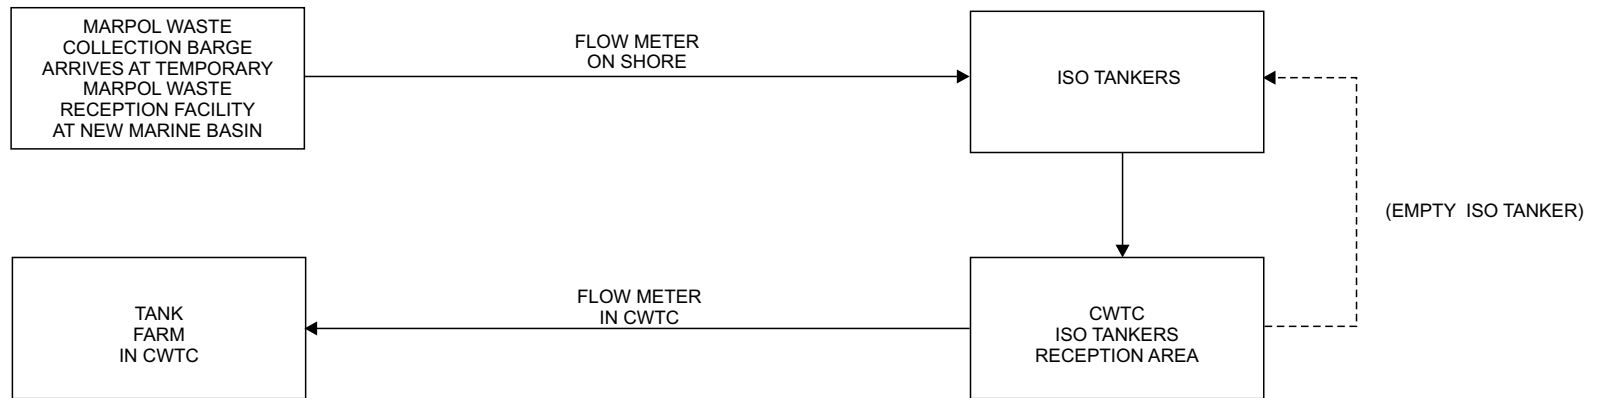 MARPOL WASTE
COLLECTION BARGE
ARRIVES AT TEMPORARY
MARPOL WASTE
RECEPTION FACILITY
AT NEW MARINE BASIN
FLOW METER
ON SHORE
ISO TANKERS
(EMPTY ISO TANKER)
CWTC
ISO TANKERS
RECEPTION AREA
FLOW METER
IN CWTC
TANK
FARM
IN CWTC